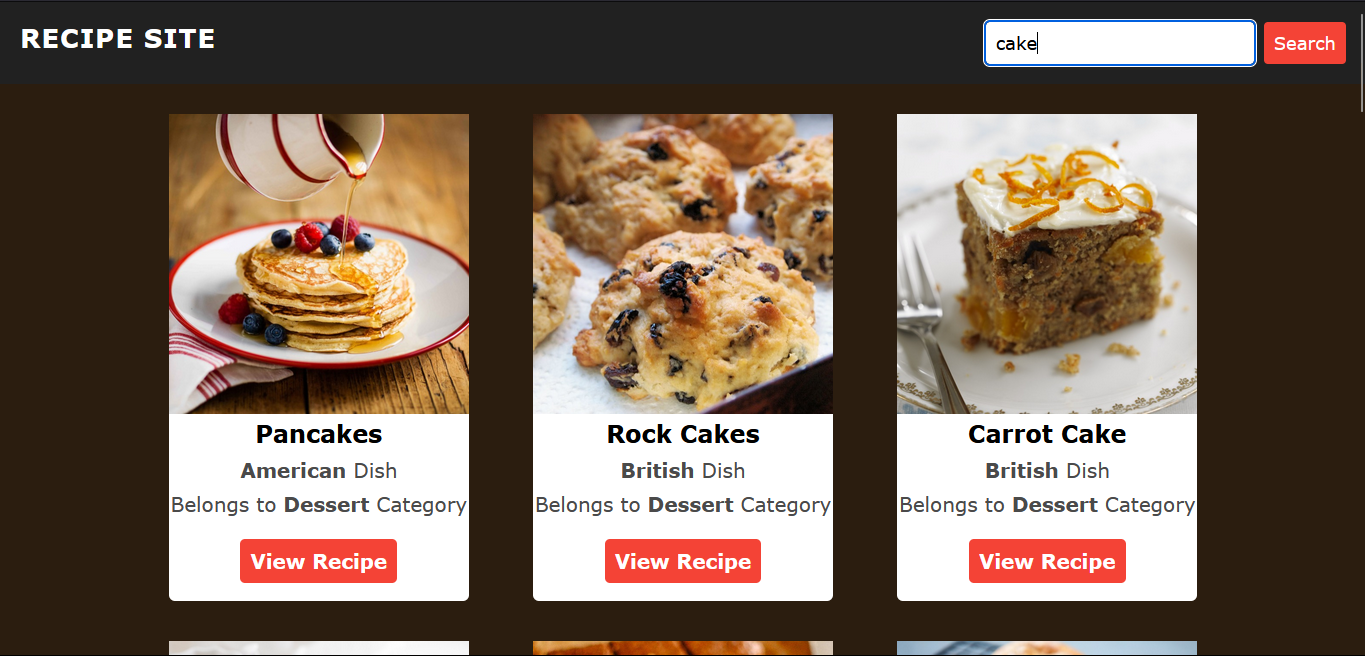 RECIPE SITE
cake
Search
Pancakes
American Dish
Belongs to Dessert Category
View Recipe
Rock Cakes
British Dish
Belongs to Dessert Category
View Recipe
Carrot Cake
British Dish
Belongs to Dessert Category
View Recipe